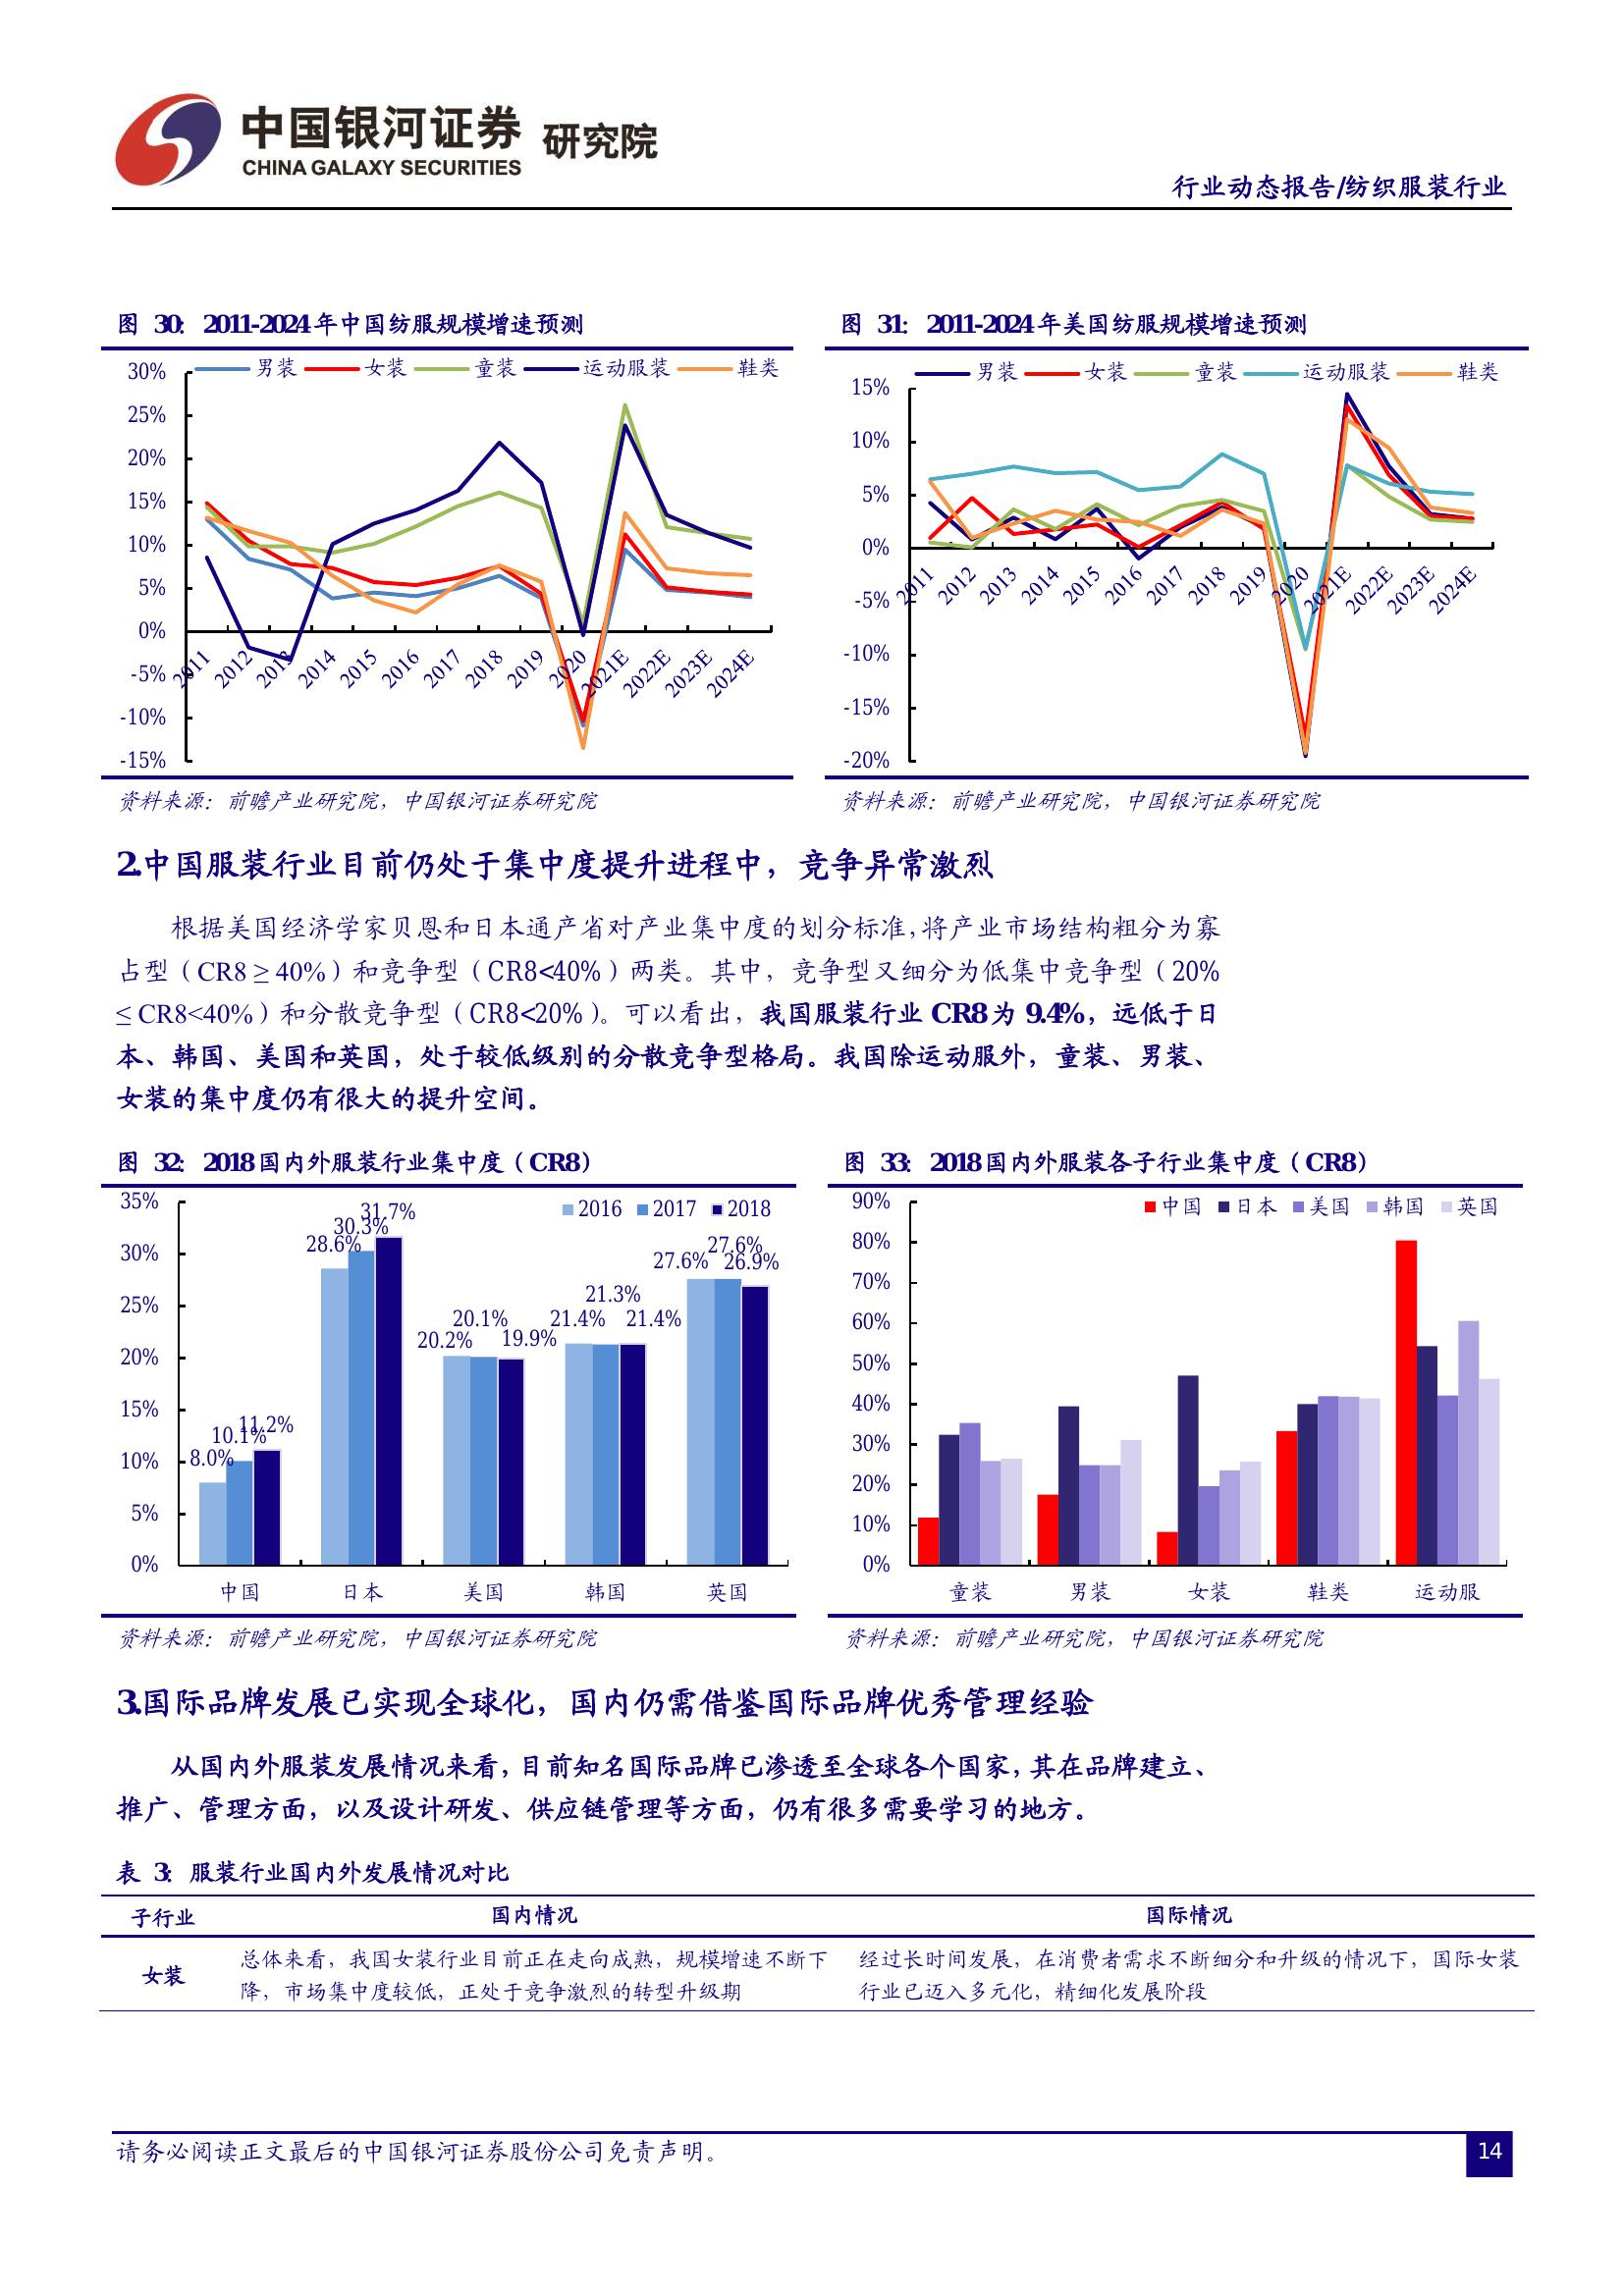 中国银河证券 研究院
CHINA GALAXY SECURITIES
行业动态报告/纺织服装行业
图 30： 2011-2024 年中国纺服规模增速预测
男装 女装 童装 运动服装 鞋类
30%
25%
20%
15%
10%
5%
0%
-5%
-10%
-15%
2011 2012 2013 2014 2015 2016 2017 2018 2019 2020 2021E 2022E 2023E 2024E
资料来源：前瞻产业研究院，中国银河证券研究院
图 31： 2011-2024 年美国纺服规模增速预测
男装 女装 童装 运动服装 鞋类
15%
10%
5%
0%
-5%
-10%
-15%
-20%
2011 2012 2013 2014 2015 2016 2017 2018 2019 2020 2021E 2022E 2023E 2024E
资料来源：前瞻产业研究院，中国银河证券研究院
2.中国服装行业目前仍处于集中度提升进程中，竞争异常激烈
根据美国经济学家贝恩和日本通产省对产业集中度的划分标准,将产业市场结构粗分为寡
占型（CR8 ≥ 40%）和竞争型（CR8<40%）两类。其中，竞争型又细分为低集中竞争型（20%
≤ CR8<40%）和分散竞争型（CR8<20%）。可以看出，我国服装行业 CR8 为 9.4%，远低于日
本、韩国、美国和英国，处于较低级别的分散竞争型格局。我国除运动服外，童装、男装、
女装的集中度仍有很大的提升空间。
图 32： 2018 国内外服装行业集中度（CR8）
2016 2017 2018
35%
30%
25%
20%
15%
10%
5%
0%
8.0% 10.1% 11.2%
28.6% 30.3% 31.7%
20.2% 20.1% 19.9%
21.4% 21.3% 21.4%
27.6% 27.6% 26.9%
中国 日本 美国 韩国 英国
资料来源：前瞻产业研究院，中国银河证券研究院
图 33： 2018 国内外服装各子行业集中度（CR8）
中国 日本 美国 韩国 英国
90%
80%
70%
60%
50%
40%
30%
20%
10%
0%
童装 男装 女装 鞋类 运动服
资料来源：前瞻产业研究院，中国银河证券研究院
3.国际品牌发展已实现全球化，国内仍需借鉴国际品牌优秀管理经验
从国内外服装发展情况来看,目前知名国际品牌已渗透至全球各个国家,其在品牌建立、
推广、管理方面，以及设计研发、供应链管理等方面，仍有很多需要学习的地方。
表 3： 服装行业国内外发展情况对比
子行业 国内情况 国际情况
女装
总体来看，我国女装行业目前正在走向成熟，规模增速不断下
降，市场集中度较低，正处于竞争激烈的转型升级期
经过长时间发展，在消费者需求不断细分和升级的情况下，国际女装
行业已迈入多元化，精细化发展阶段
请务必阅读正文最后的中国银河证券股份公司免责声明。
14